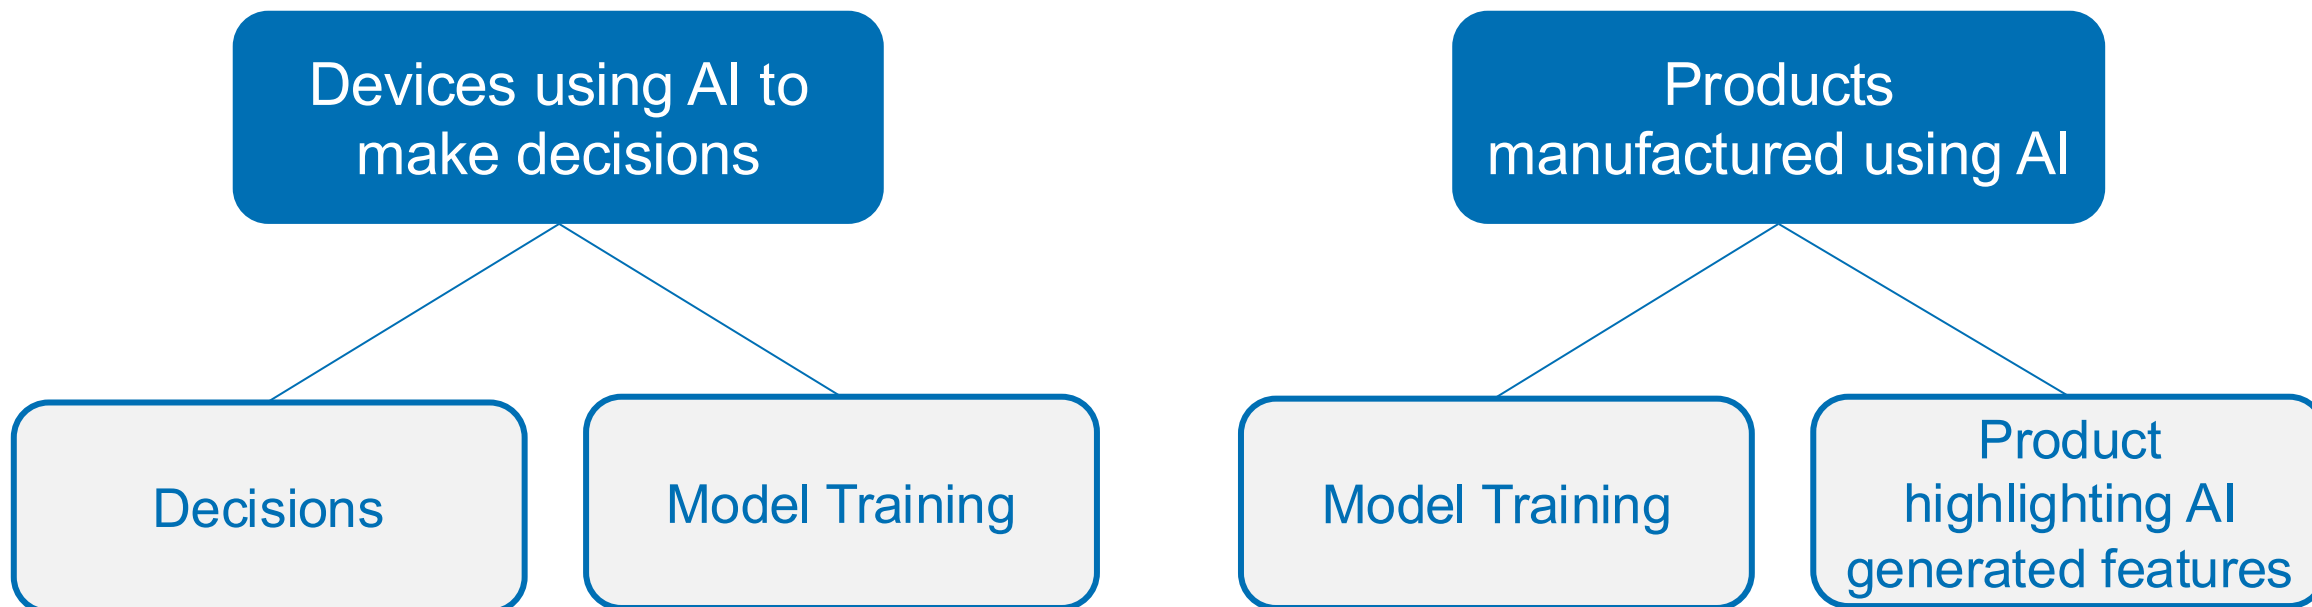 Devices using AI to
make decisions
Products
manufactured using AI
Decisions
Model Training
Model Training
Product
highlighting AI
generated features